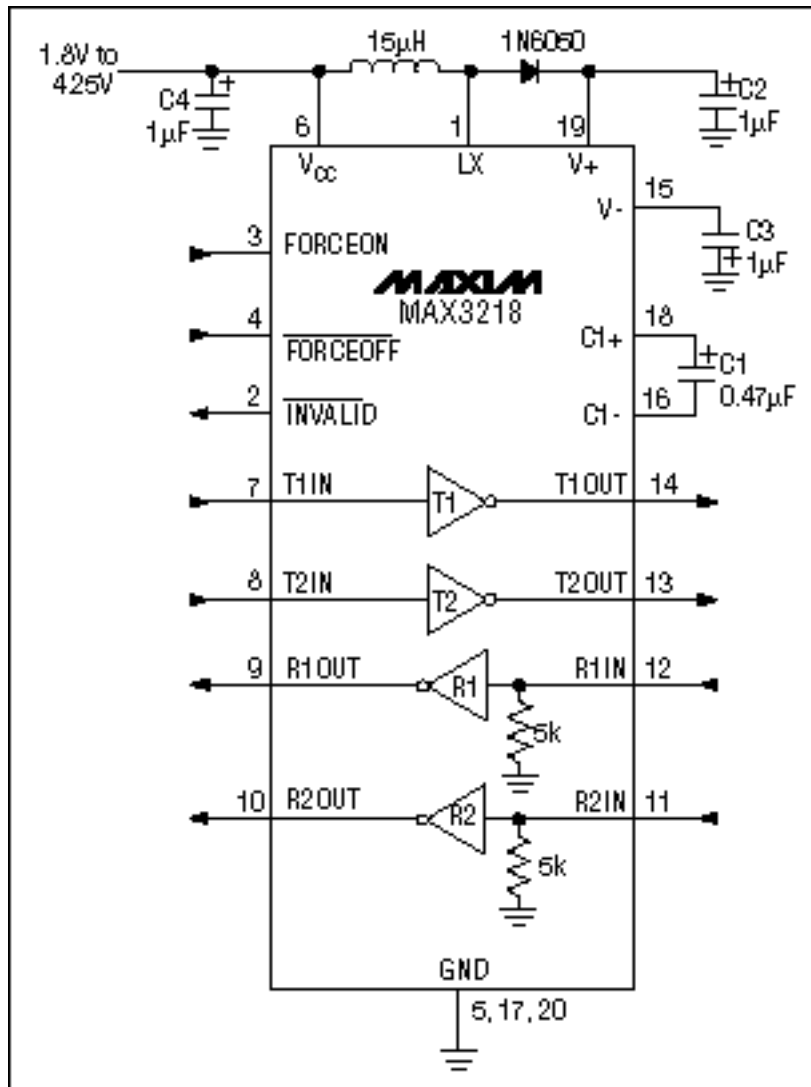 1.8V to
4.25V
15μH
1N6050
C4
1μF
C2
1μF
6
1
19
VCC
LX
V+
15
V-
C3
1μF
3
FORCEON
MAXIM
MAX3218
4
FORCEOFF
18
C1+
C1
0.47μF
2
INVALID
16
C1-
7
T1IN
T1
T1OUT
14
8
T2IN
T2
T2OUT
13
9
R1OUT
R1
R1IN
12
5k
10
R2OUT
R2
R2IN
11
5k
GND
5, 17, 20